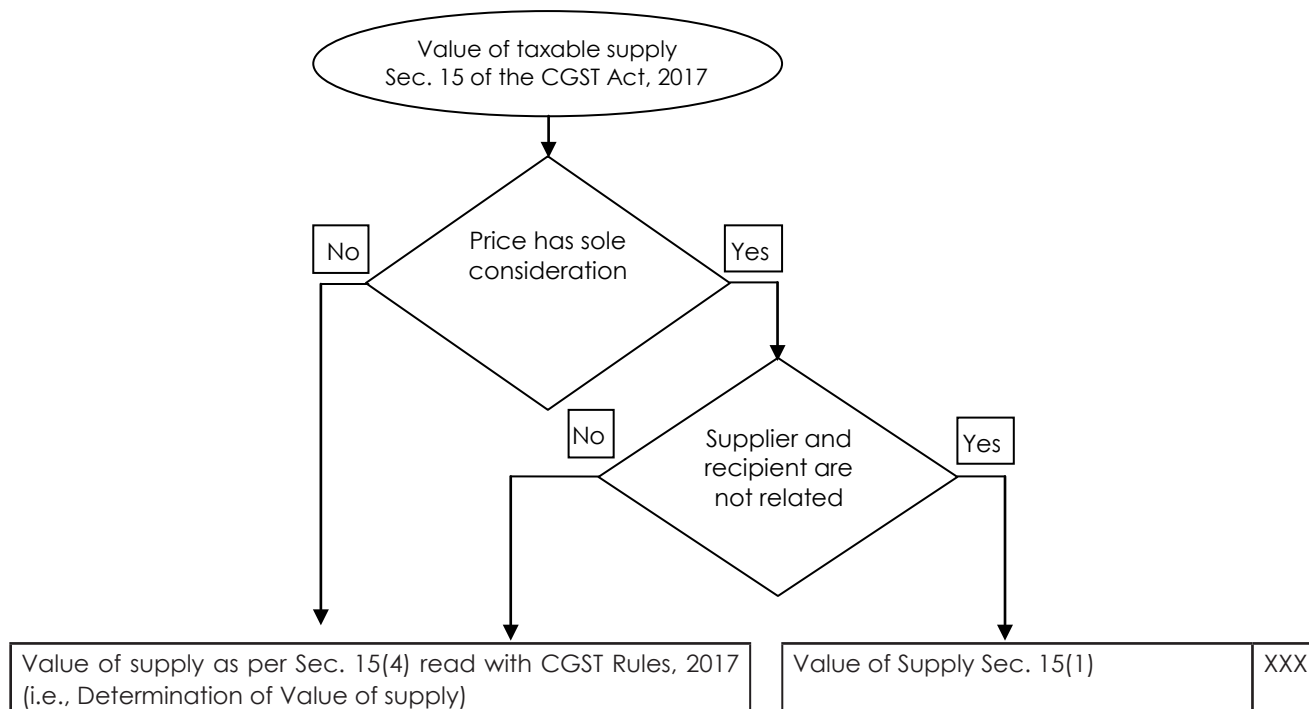 Value of taxable supply
Sec. 15 of the CGST Act, 2017
No
Price has sole
consideration
Yes
No
Supplier and
recipient are
not related
Yes
Value of supply as per Sec. 15(4) read with CGST Rules, 2017
(i.e., Determination of Value of supply)
Value of Supply Sec. 15(1)
XXX